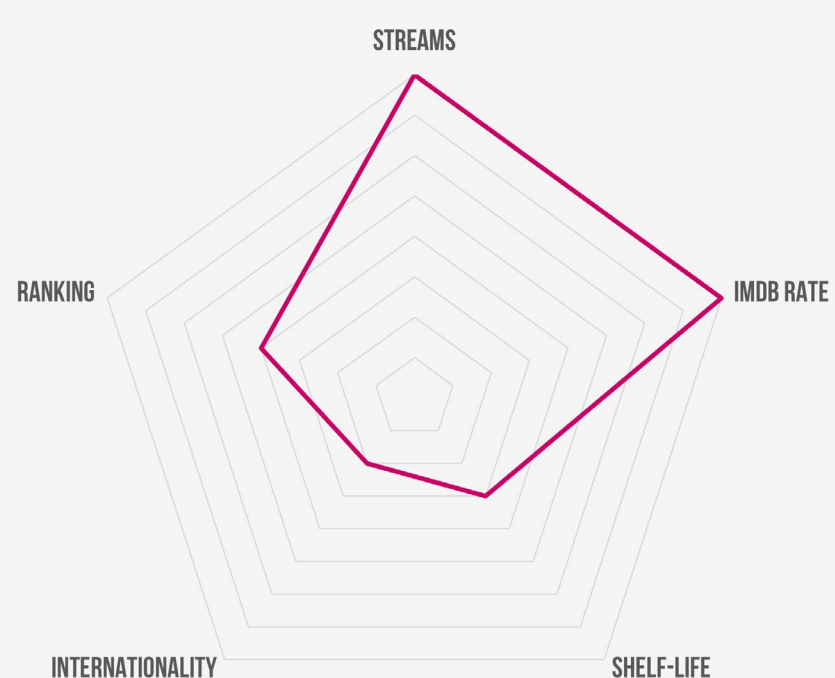 STREAMS
RANKING
IMDB RATE
INTERNATIONALITY
SHELF-LIFE